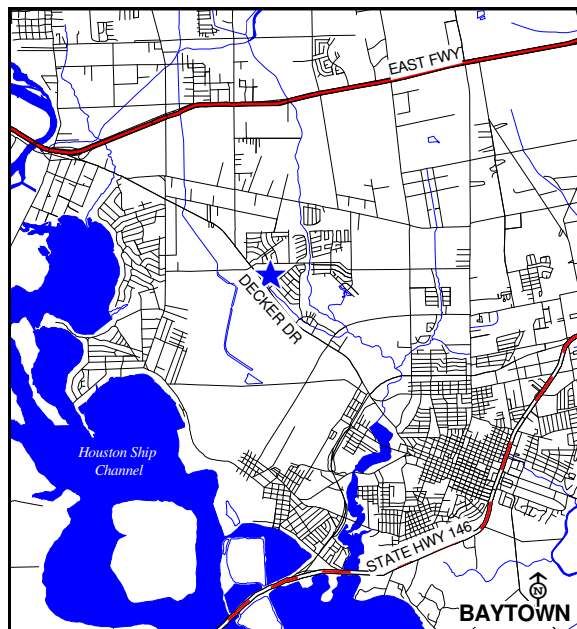 EAST FWY
DECKER DR
Houston Ship
Channel
STATE HWY 146
N
BAYTOWN